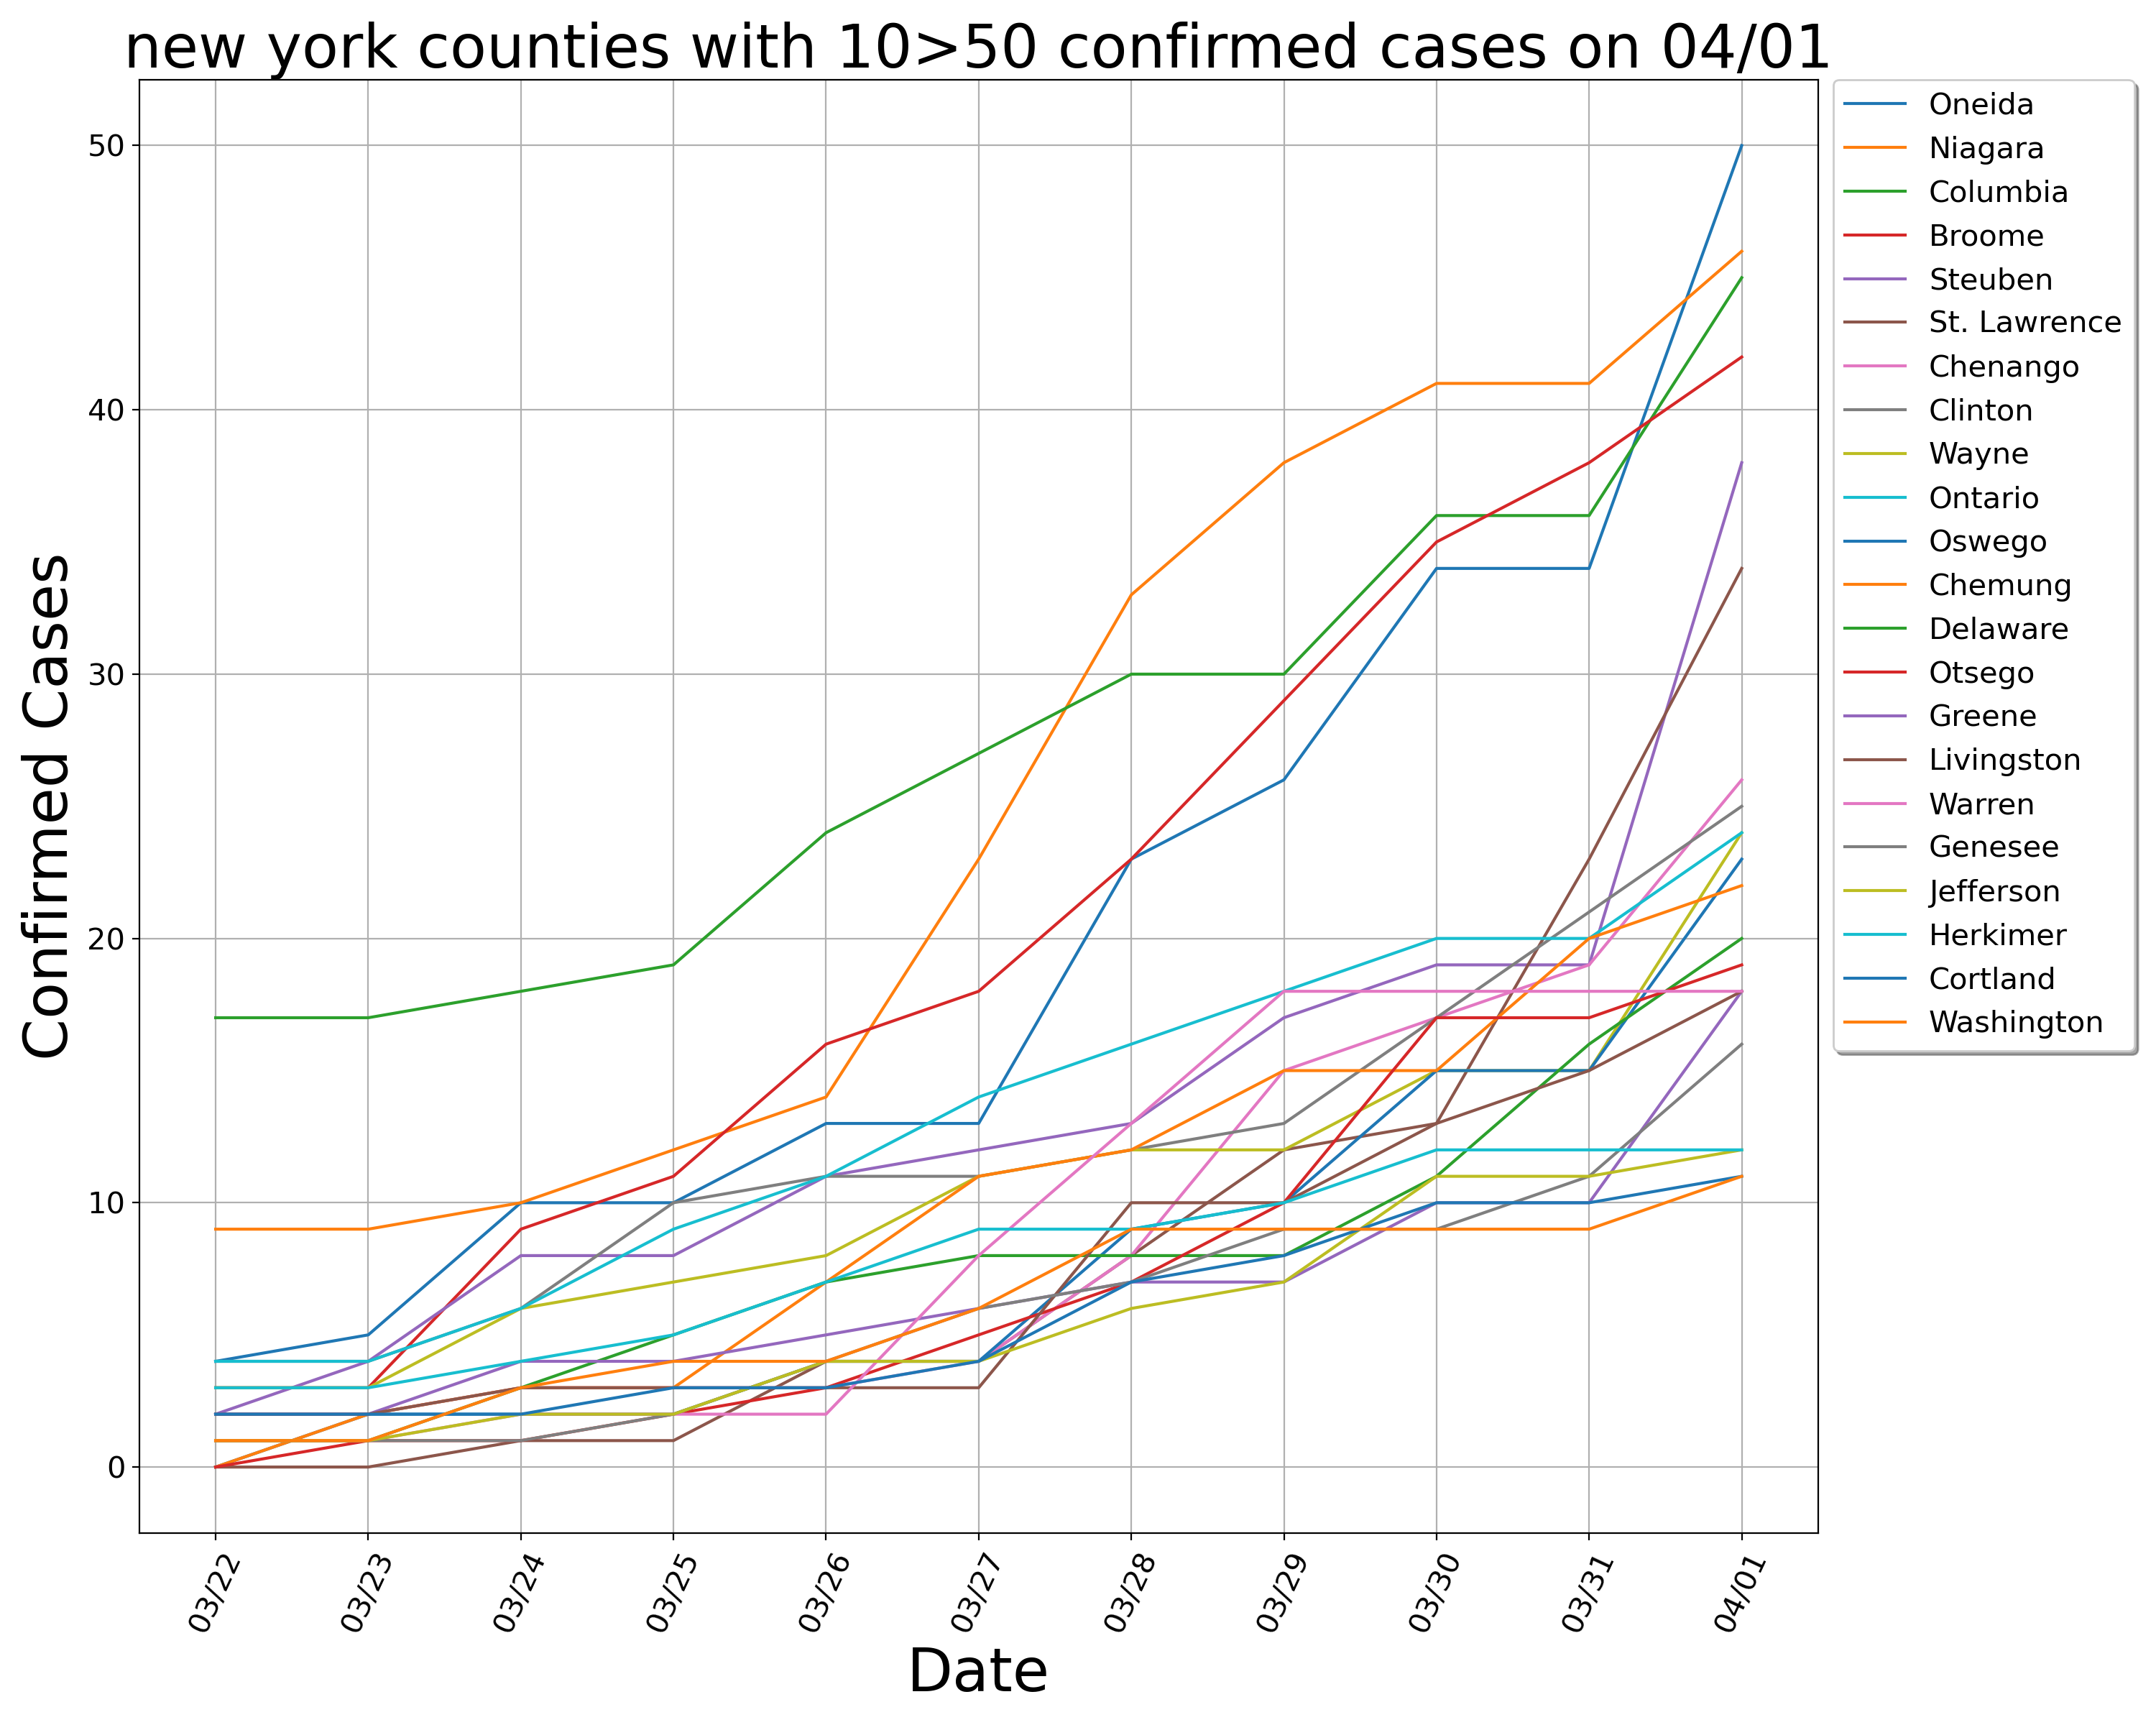 new york counties with 10>50 confirmed cases on 04/01
Confirmed Cases
50
40
30
20
10
0
03/22
03/23
03/24
03/25
03/26
03/27
03/28
03/29
03/30
03/31
04/01
Date
Oneida
Niagara
Columbia
Broome
Steuben
St. Lawrence
Chenango
Clinton
Wayne
Ontario
Oswego
Chemung
Delaware
Otsego
Greene
Livingston
Warren
Genesee
Jefferson
Herkimer
Cortland
Washington